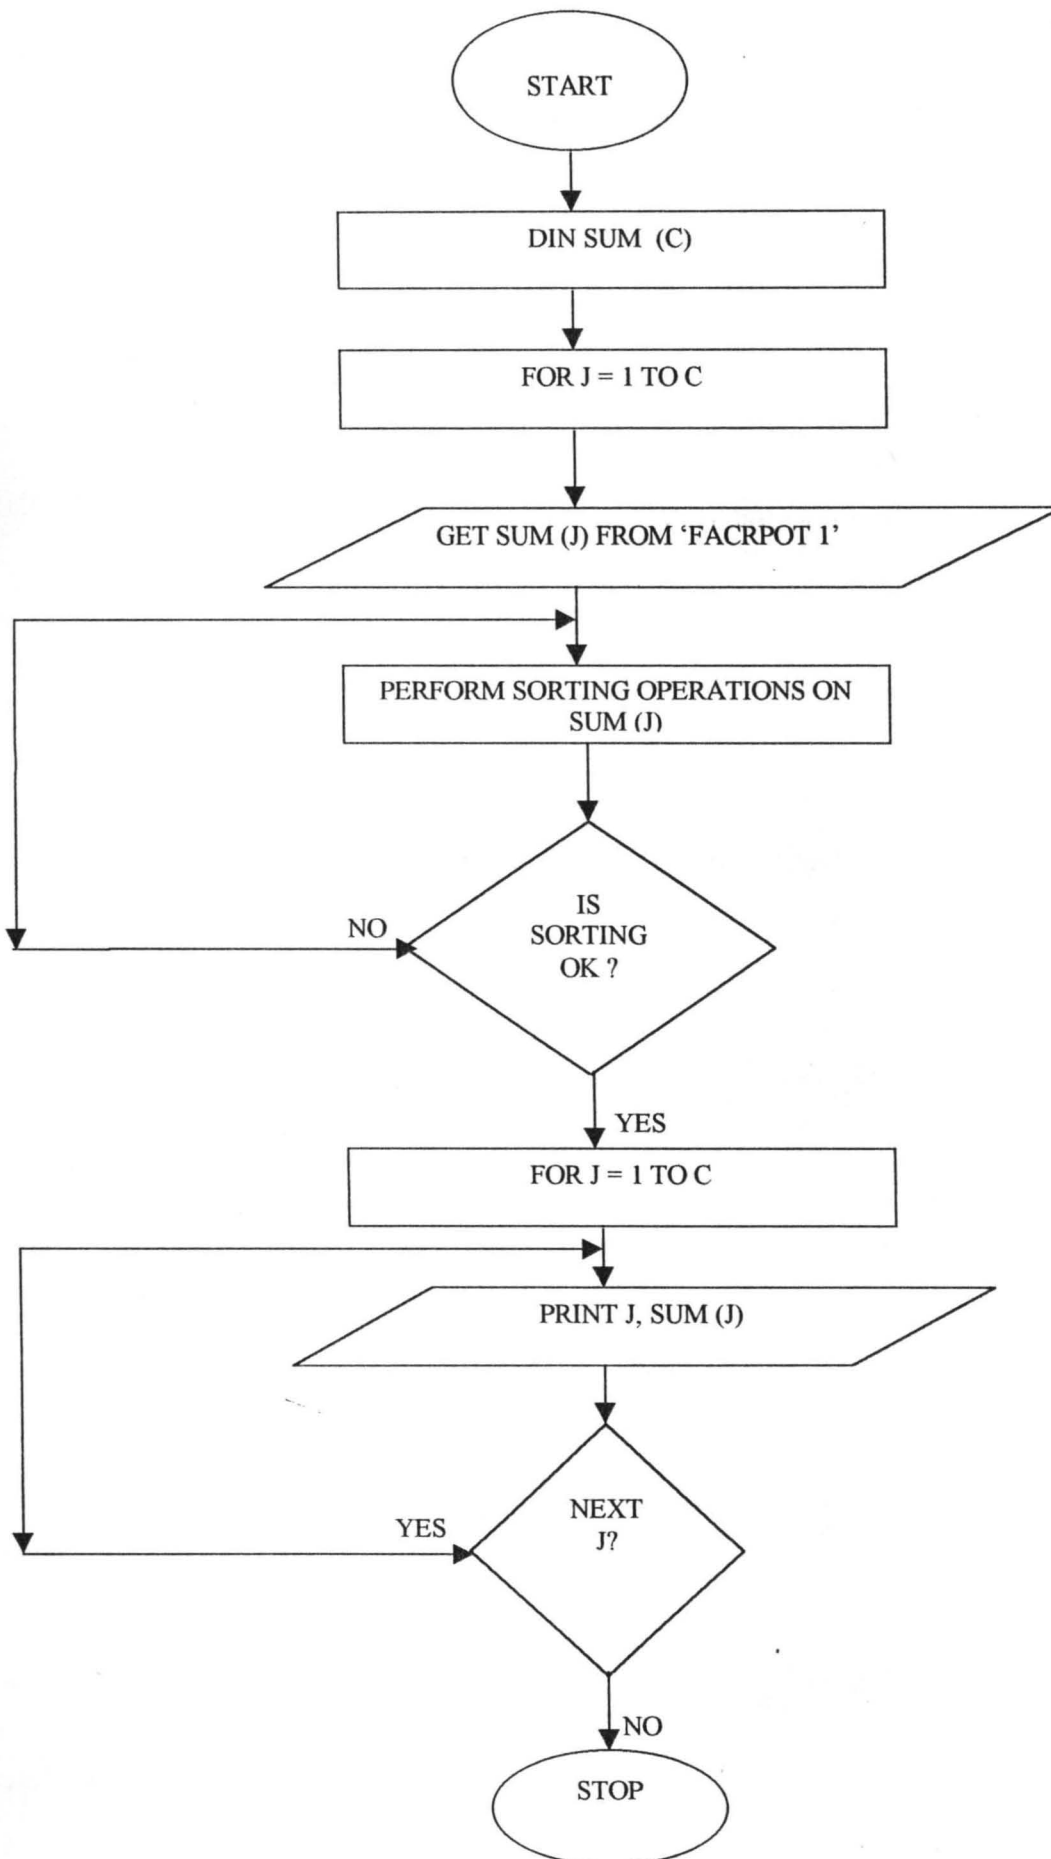 START
DIN SUM (C)
FOR J = 1 TO C
GET SUM (J) FROM ‘FACRPOT 1’
PERFORM SORTING OPERATIONS ON
SUM (J)
IS
SORTING
OK ?
NO
YES
FOR J = 1 TO C
PRINT J, SUM (J)
NEXT
J?
YES
NO
STOP